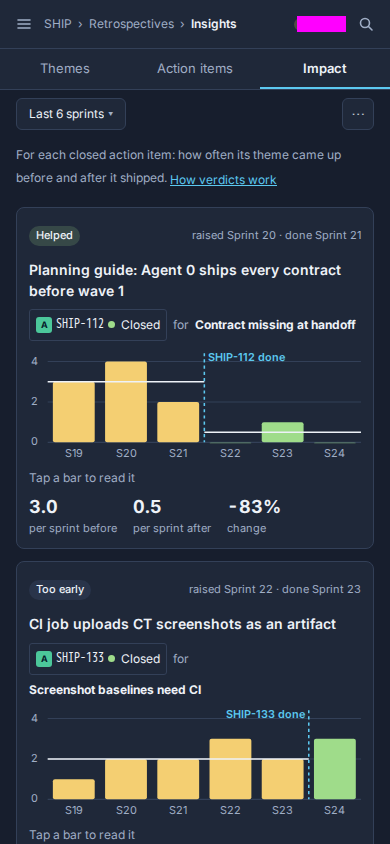 SHIP › Retrospectives › Insights
Themes Action items Impact
Last 6 sprints ▾ ···
For each closed action item: how often its theme came up
before and after it shipped. How verdicts work
Helped raised Sprint 20 · done Sprint 21
Planning guide: Agent 0 ships every contract
before wave 1
A SHIP-112 Closed for Contract missing at handoff
SHIP-112 done
4
2
0
S19 S20 S21 S22 S23 S24
Tap a bar to read it
3.0 0.5 -83%
per sprint before per sprint after change
Too early raised Sprint 22 · done Sprint 23
CI job uploads CT screenshots as an artifact
A SHIP-133 Closed for
Screenshot baselines need CI
SHIP-133 done
4
2
0
S19 S20 S21 S22 S23 S24
Tap a bar to read it